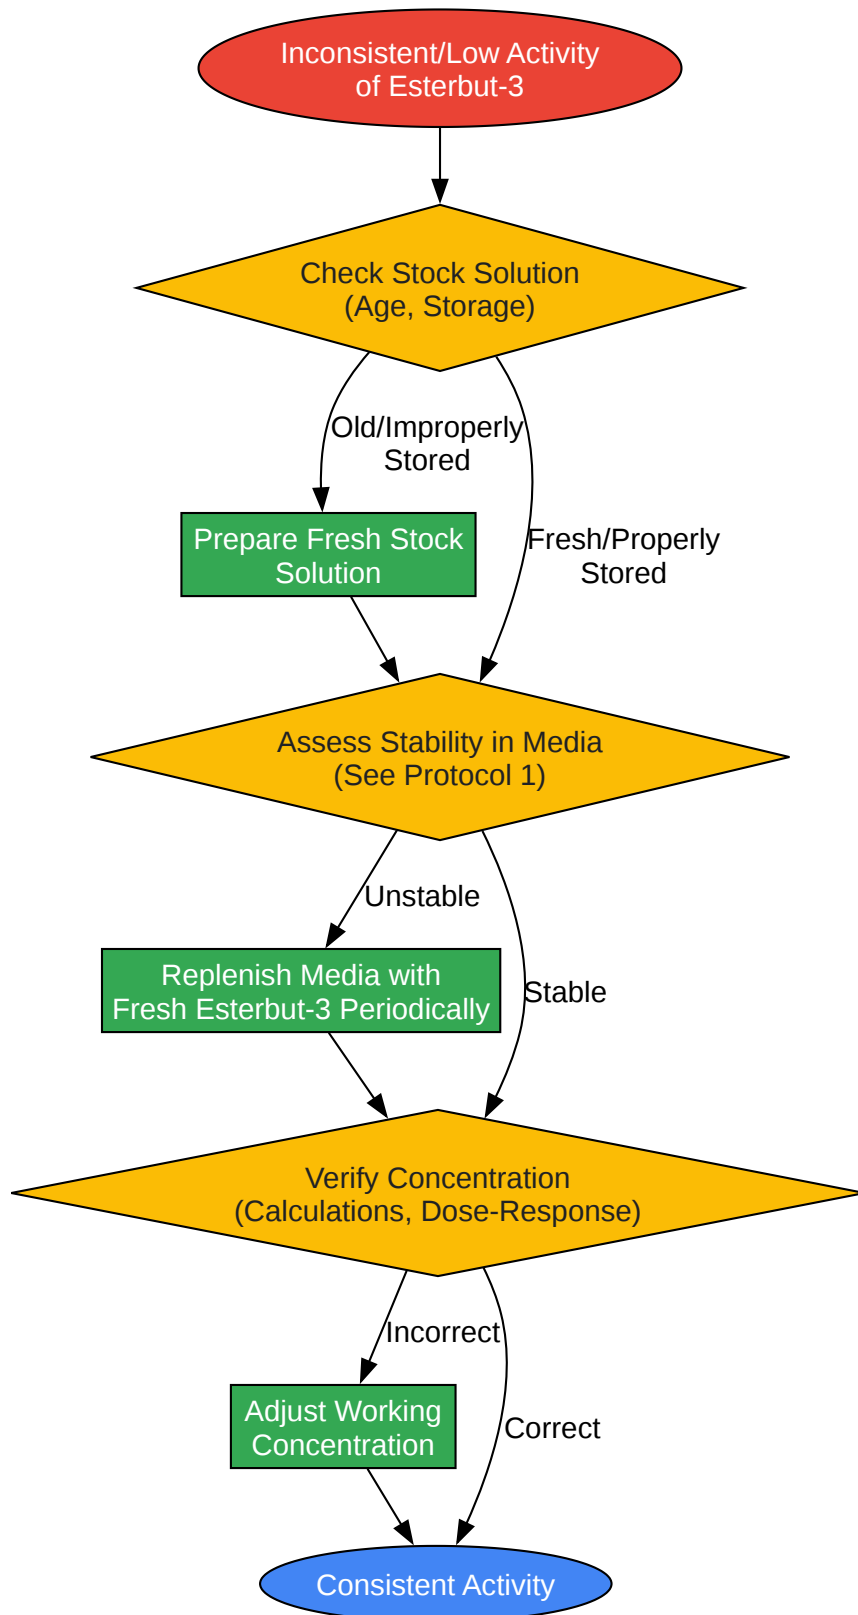 Inconsistent/Low Activity
of Esterbut-3
Check Stock Solution
(Age, Storage)
Old/Improperly
Stored
Prepare Fresh Stock
Solution
Fresh/Properly
Stored
Assess Stability in Media
(See Protocol 1)
Unstable
Replenish Media with
Fresh Esterbut-3 Periodically
Stable
Verify Concentration
(Calculations, Dose-Response)
Incorrect
Adjust Working
Concentration
Correct
Consistent Activity